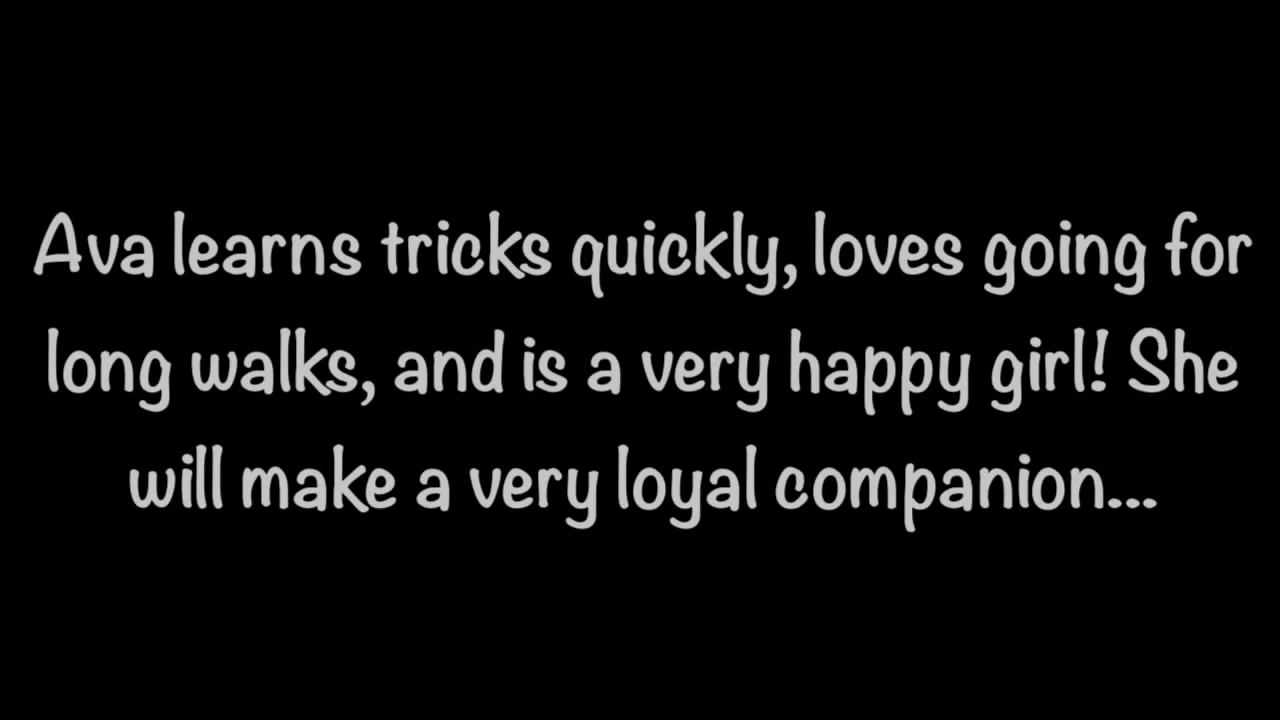 Ava learns tricks quickly, loves going for
long walks, and is a very happy girl! She
will make a very loyal companion...